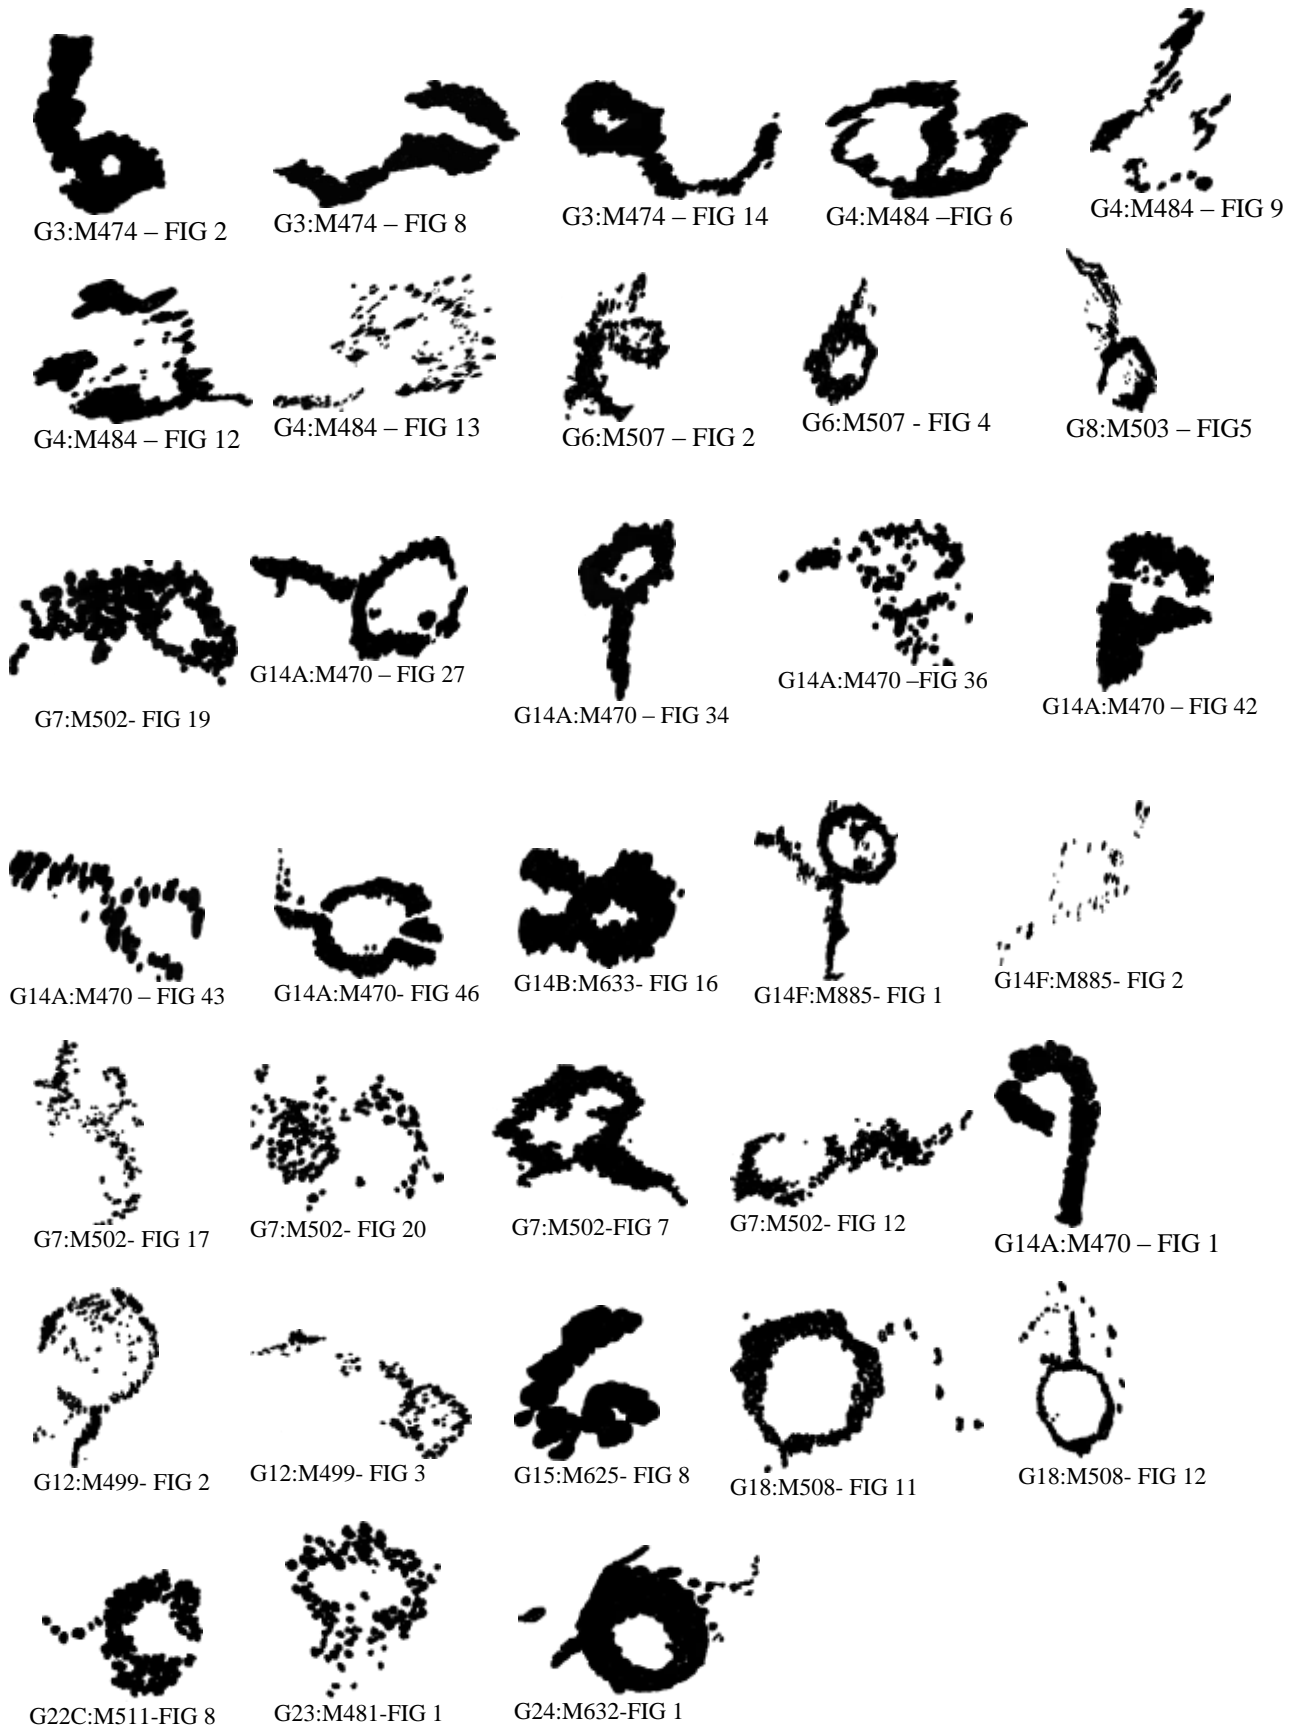 G3:M474 – FIG 2
G3:M474 – FIG 8
G3:M474 – FIG 14
G4:M484 –FIG 6
G4:M484 – FIG 9
G4:M484 – FIG 12
G4:M484 – FIG 13
G6:M507 – FIG 2
G6:M507 - FIG 4
G8:M503 – FIG5
G7:M502- FIG 19
G14A:M470 – FIG 27
G14A:M470 – FIG 34
G14A:M470 –FIG 36
G14A:M470 – FIG 42
G14A:M470 – FIG 43
G14A:M470- FIG 46
G14B:M633- FIG 16
G14F:M885- FIG 1
G14F:M885- FIG 2
G7:M502- FIG 17
G7:M502- FIG 20
G7:M502-FIG 7
G7:M502- FIG 12
G14A:M470 – FIG 1
G12:M499- FIG 2
G12:M499- FIG 3
G15:M625- FIG 8
G18:M508- FIG 11
G18:M508- FIG 12
G22C:M511-FIG 8
G23:M481-FIG 1
G24:M632-FIG 1